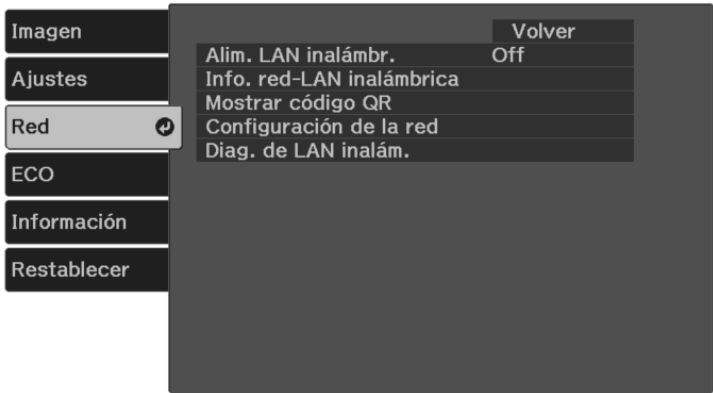 Imagen
Ajustes
Red
ECO
Información
Restablecer
Volver
Alim. LAN inalámbr. Off
Info. red-LAN inalámbrica
Mostrar código QR
Configuración de la red
Diag. de LAN inalám.